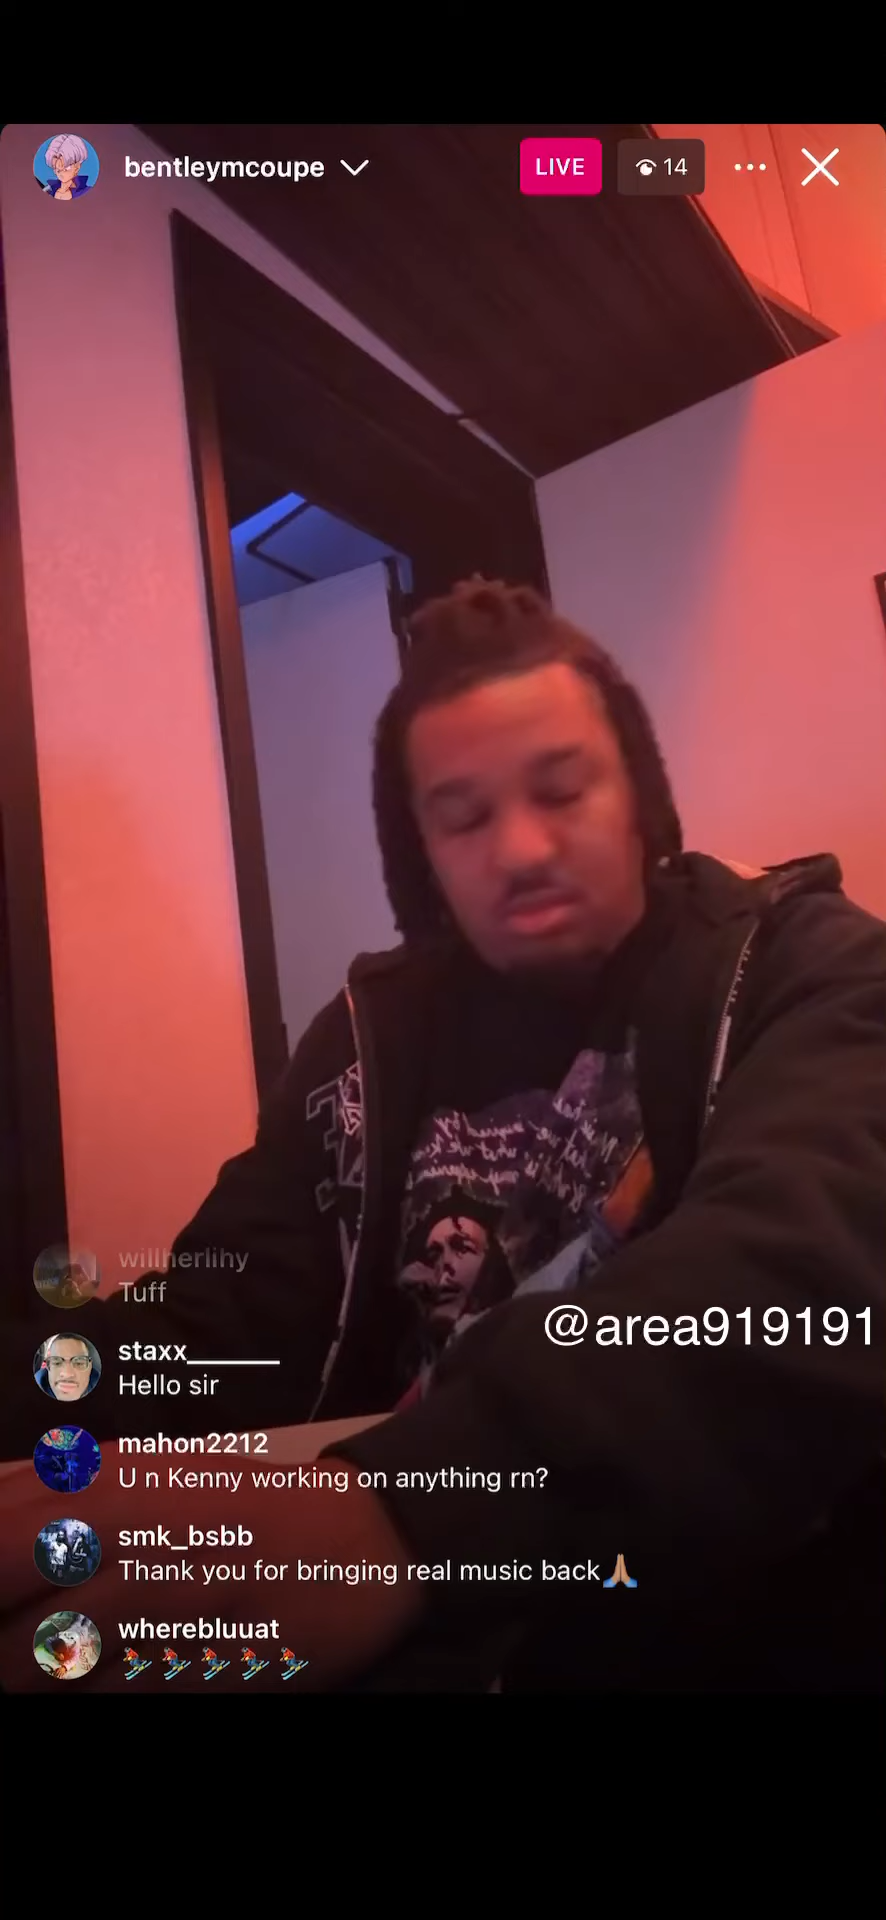 bentleymcoupe
LIVE
14
willherlihy
Tuff
@area919191
staxx______
Hello sir
mahon2212
U n Kenny working on anything rn?
smk_bsbb
Thank you for bringing real music back🙏🏽
wherebluuat
⛷⛷⛷⛷⛷